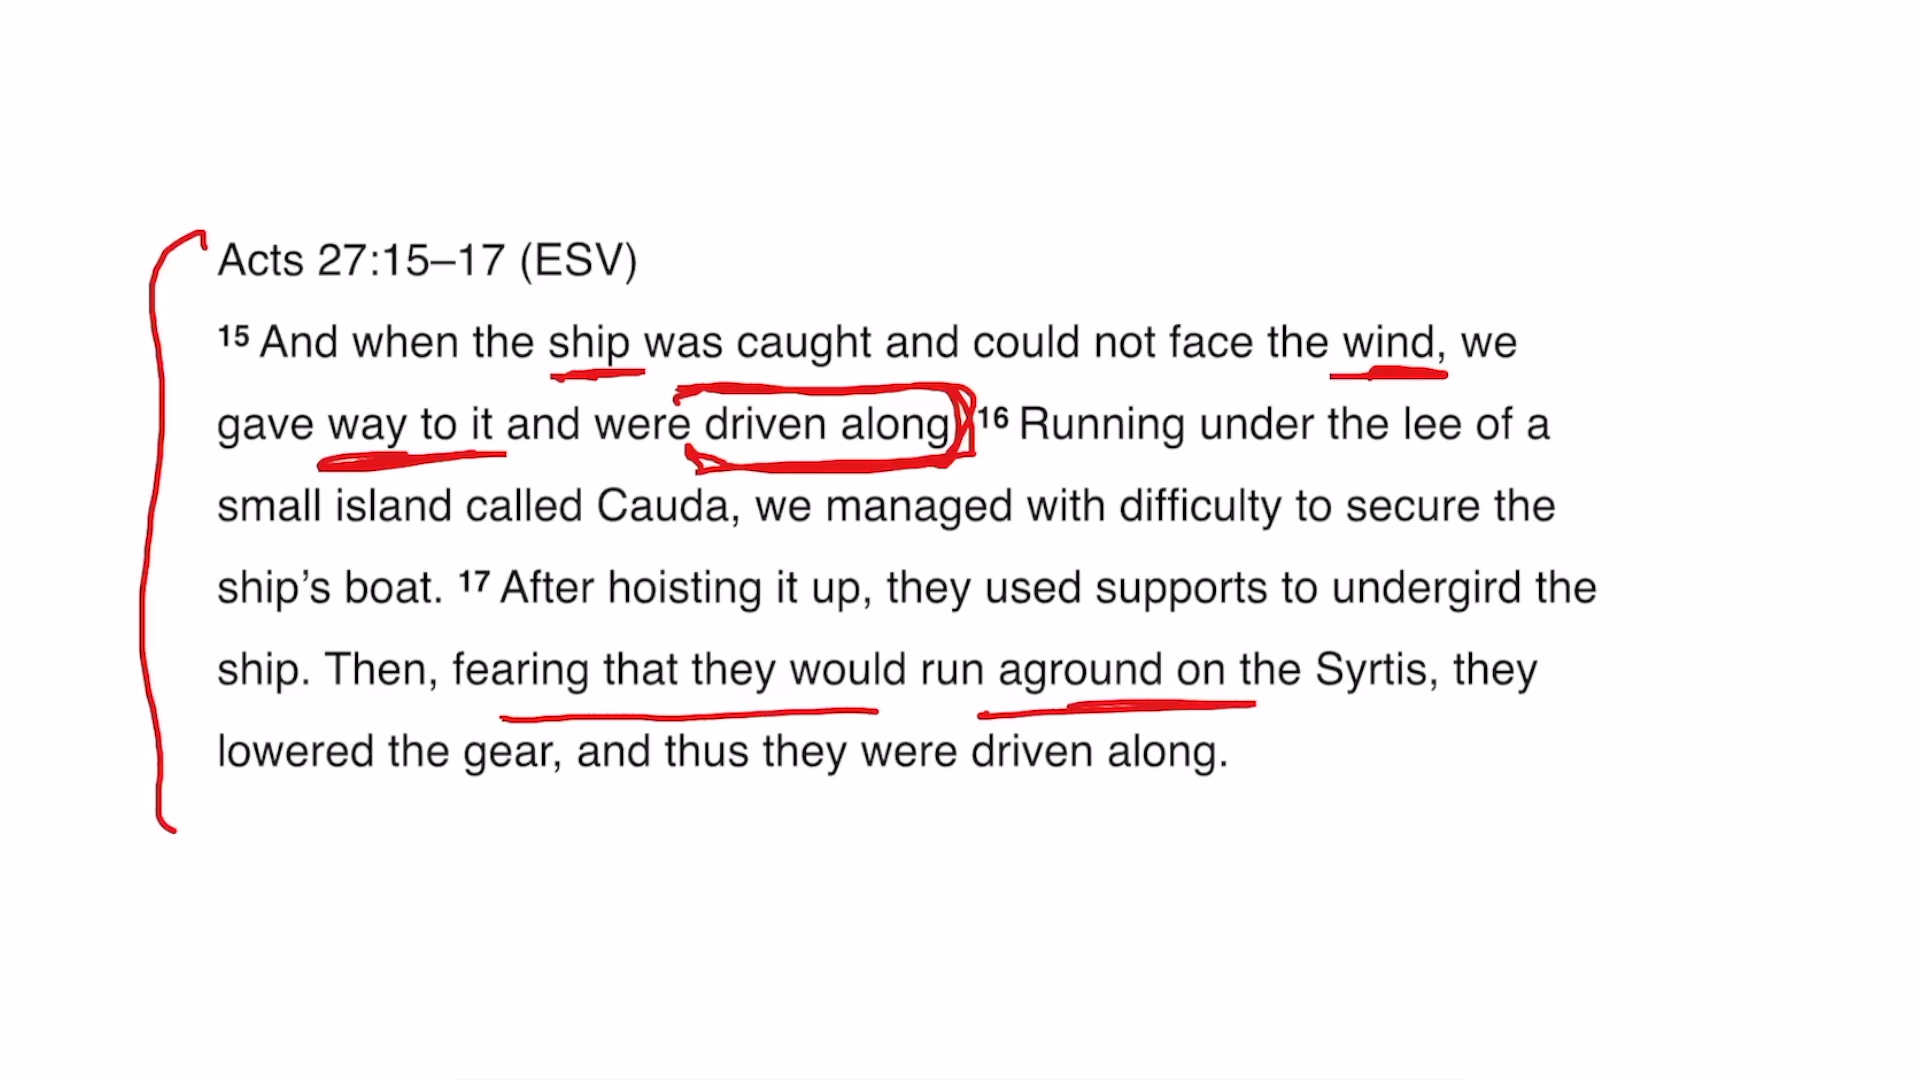 Acts 27:15–17 (ESV)
15 And when the ship was caught and could not face the wind, we
gave way to it and were driven along 16 Running under the lee of a
small island called Cauda, we managed with difficulty to secure the
ship’s boat. 17 After hoisting it up, they used supports to undergird the
ship. Then, fearing that they would run aground on the Syrtis, they
lowered the gear, and thus they were driven along.